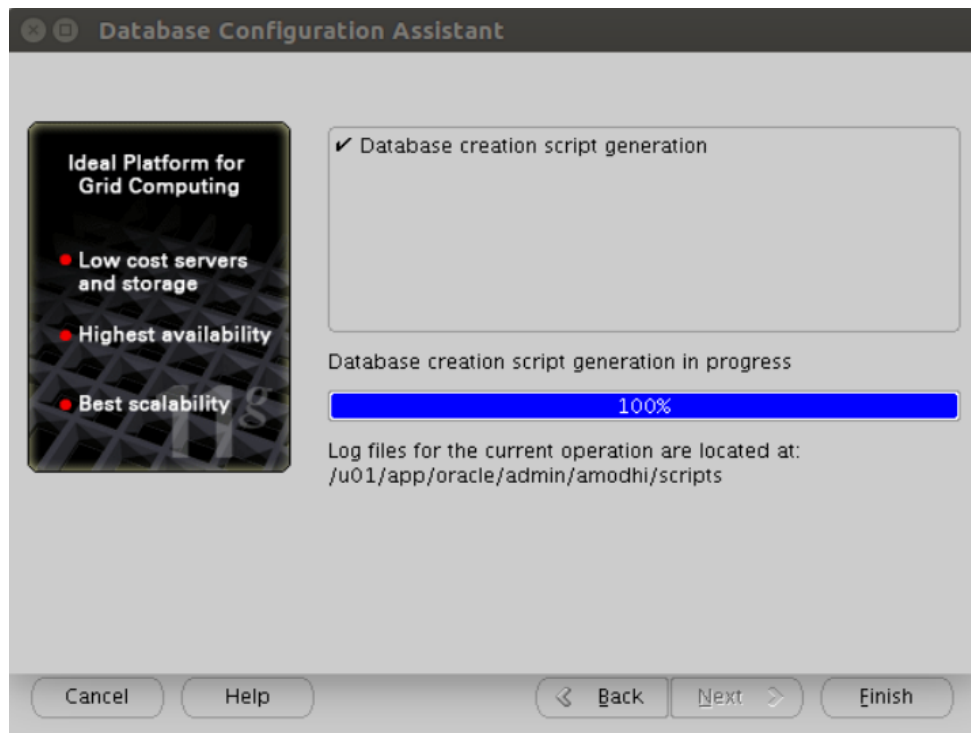 Database Configuration Assistant
Ideal Platform for
Grid Computing
Low cost servers
and storage
Highest availability
Best scalability
11g
✔ Database creation script generation
Database creation script generation in progress
100%
Log files for the current operation are located at:
/u01/app/oracle/admin/amodhi/scripts
Cancel
Help
Back
Next
Finish